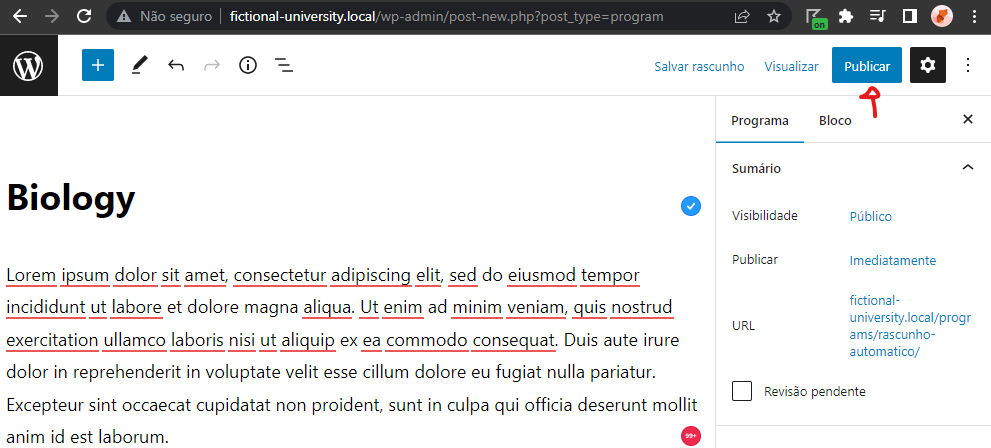 Não seguro fictional-university.local/wp-admin/post-new.php?post_type=program
on
Salvar rascunho Visualizar Publicar
Programa Bloco
Sumário
Biology
Visibilidade Público
Publicar Imediatamente
URL fictional-
university.local/progr
ams/rascunho-
automatico/
Revisão pendente
Lorem ipsum dolor sit amet, consectetur adipiscing elit, sed do eiusmod tempor
incididunt ut labore et dolore magna aliqua. Ut enim ad minim veniam, quis nostrud
exercitation ullamco laboris nisi ut aliquip ex ea commodo consequat. Duis aute irure
dolor in reprehenderit in voluptate velit esse cillum dolore eu fugiat nulla pariatur.
Excepteur sint occaecat cupidatat non proident, sunt in culpa qui officia deserunt mollit
anim id est laborum.
99+